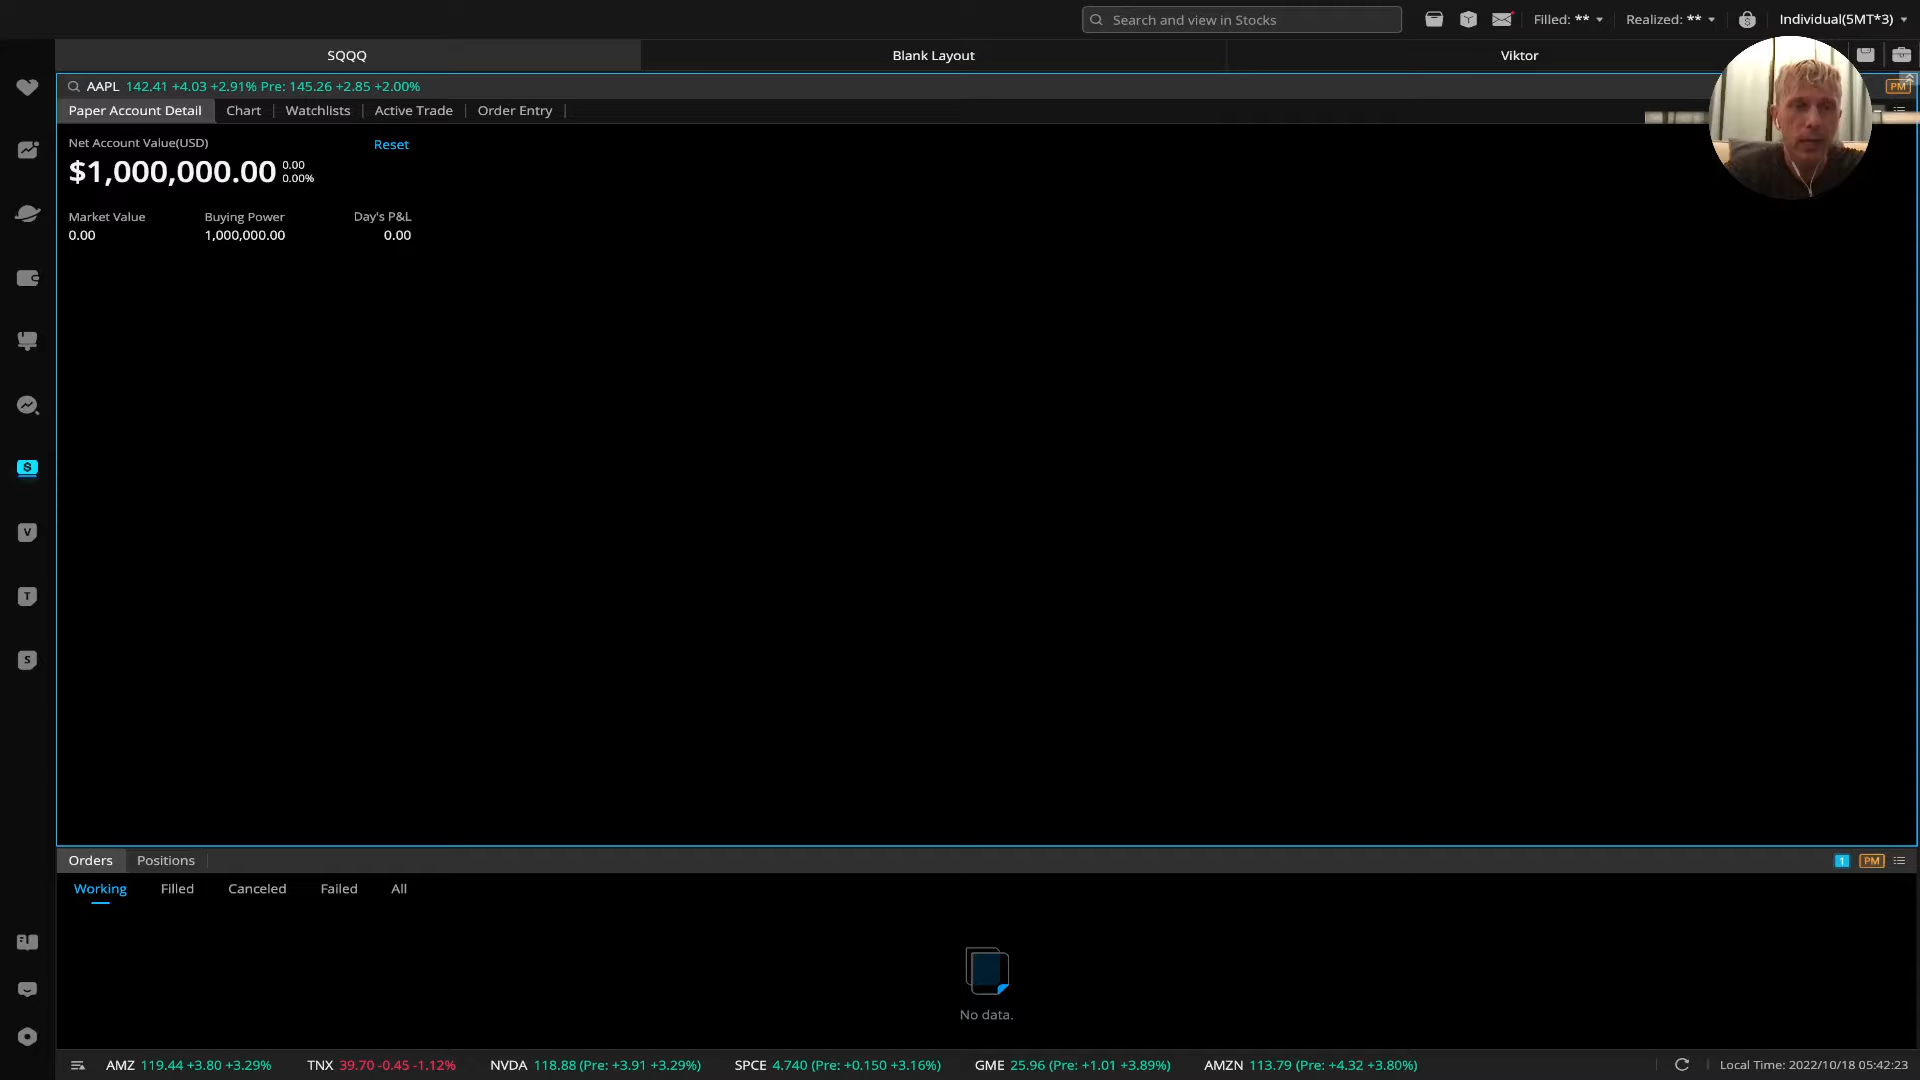 Search and view in Stocks
Filled: **
Realized: **
Individual(5MT*3)
SQQQ
Blank Layout
Viktor
AAPL 142.41 +4.03 +2.91% Pre: 145.26 +2.85 +2.00%
PM
Paper Account Detail
Chart
Watchlists
Active Trade
Order Entry
Net Account Value(USD)
Reset
$1,000,000.00
0.00
0.00%
Market Value
Buying Power
Day's P&L
0.00
1,000,000.00
0.00
S
V
T
S
Orders
Positions
1
PM
Working
Filled
Canceled
Failed
All
No data.
AMZ 119.44 +3.80 +3.29%
TNX 39.70 -0.45 -1.12%
NVDA 118.88 (Pre: +3.91 +3.29%)
SPCE 4.740 (Pre: +0.150 +3.16%)
GME 25.96 (Pre: +1.01 +3.89%)
AMZN 113.79 (Pre: +4.32 +3.80%)
Local Time: 2022/10/18 05:42:23